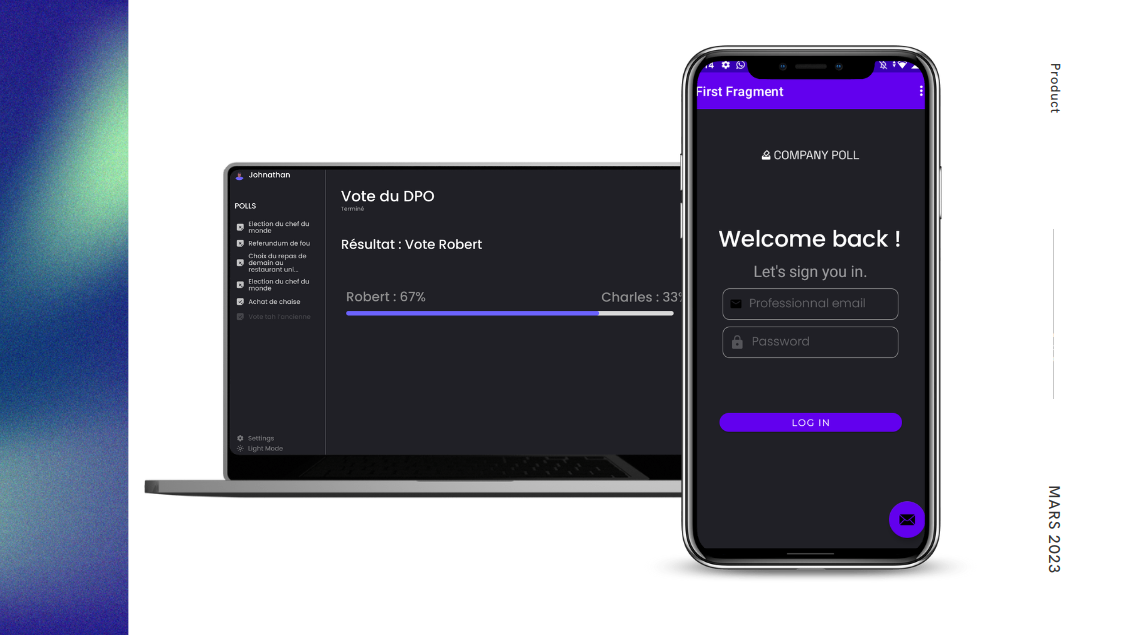 Johnathan
POLLS
Election du chef du
monde
Referundum de fou
Choix du repas de
demain au
restaurant uni...
Election du chef du
monde
Achat de chaise
Vote tah l'ancienne
Settings
Light Mode
Vote du DPO
Terminé
Résultat : Vote Robert
Robert : 67%
Charles : 33%
14
First Fragment
COMPANY POLL
Welcome back !
Let's sign you in.
Professionnal email
Password
LOG IN
Product
MARS 2023